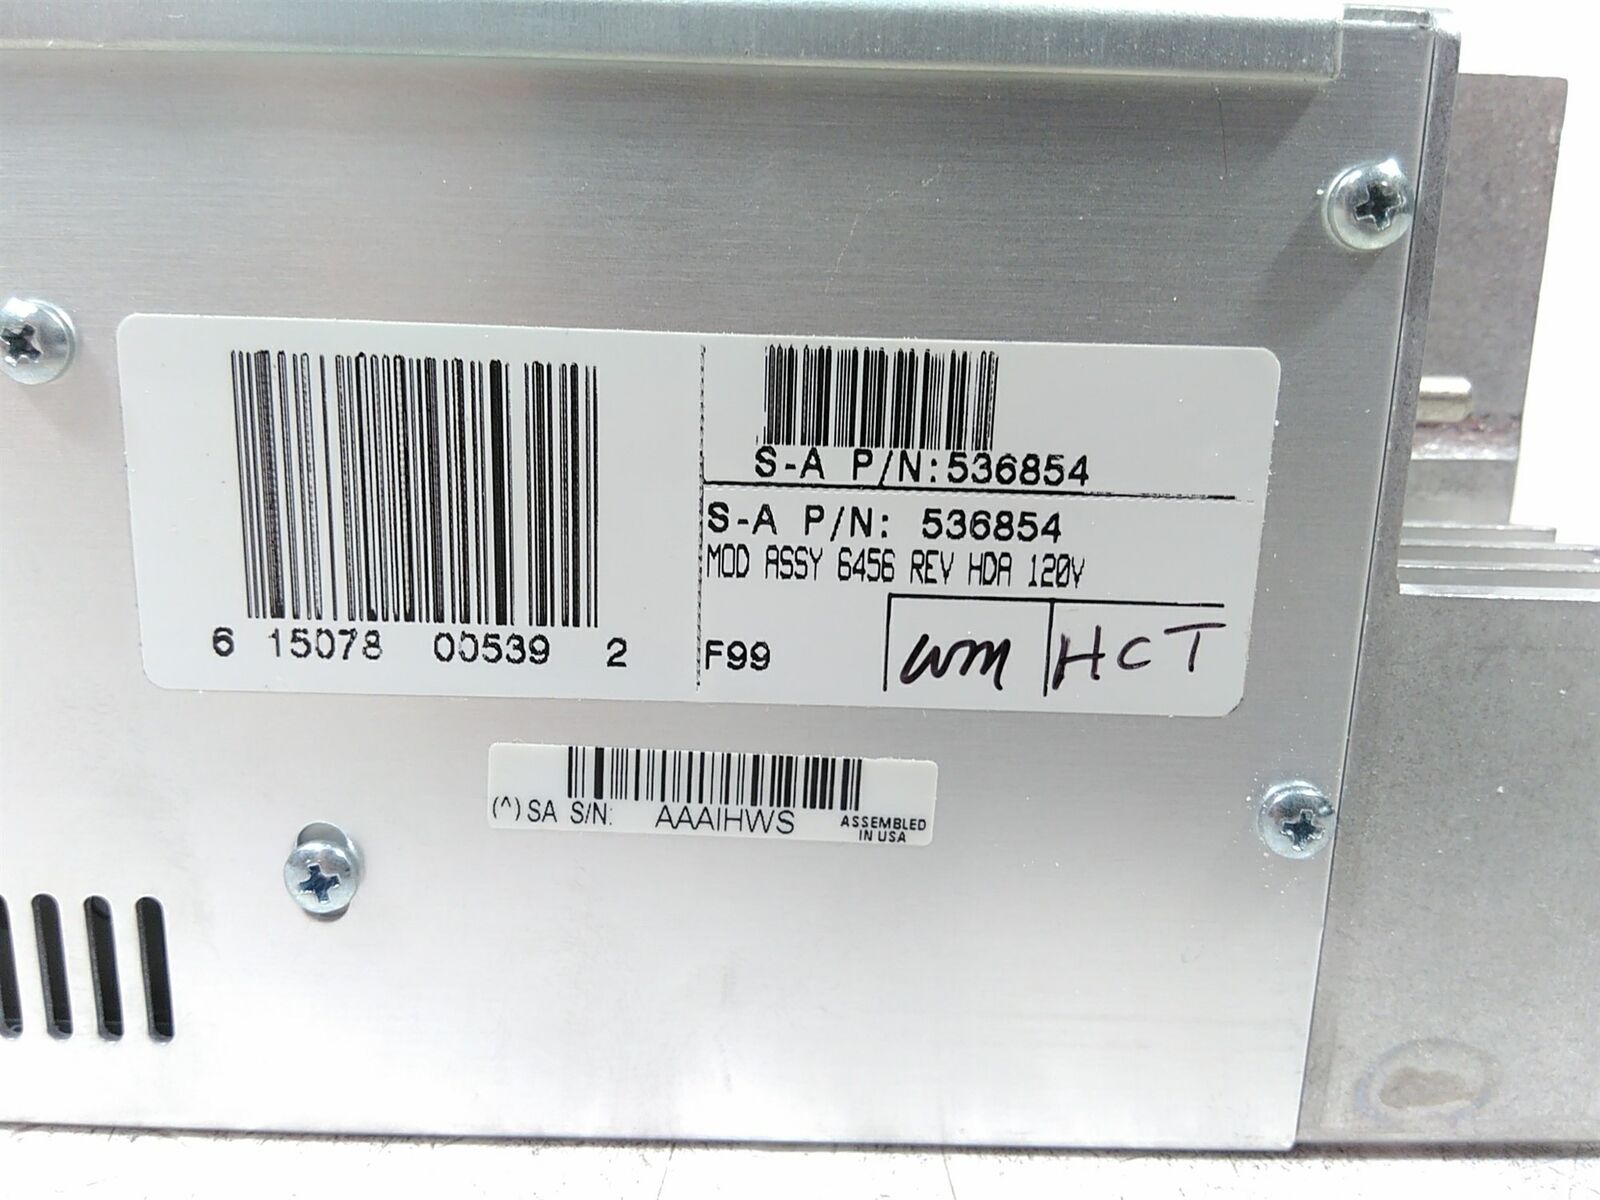 S-A P/N:536854
S-A P/N: 536854
MOD ASSY 6456 REV HDA 120V
6 15078 00539 2
F99
wm
HCT
(^) SA S/N: AAAIHWS
ASSEMBLED
IN USA